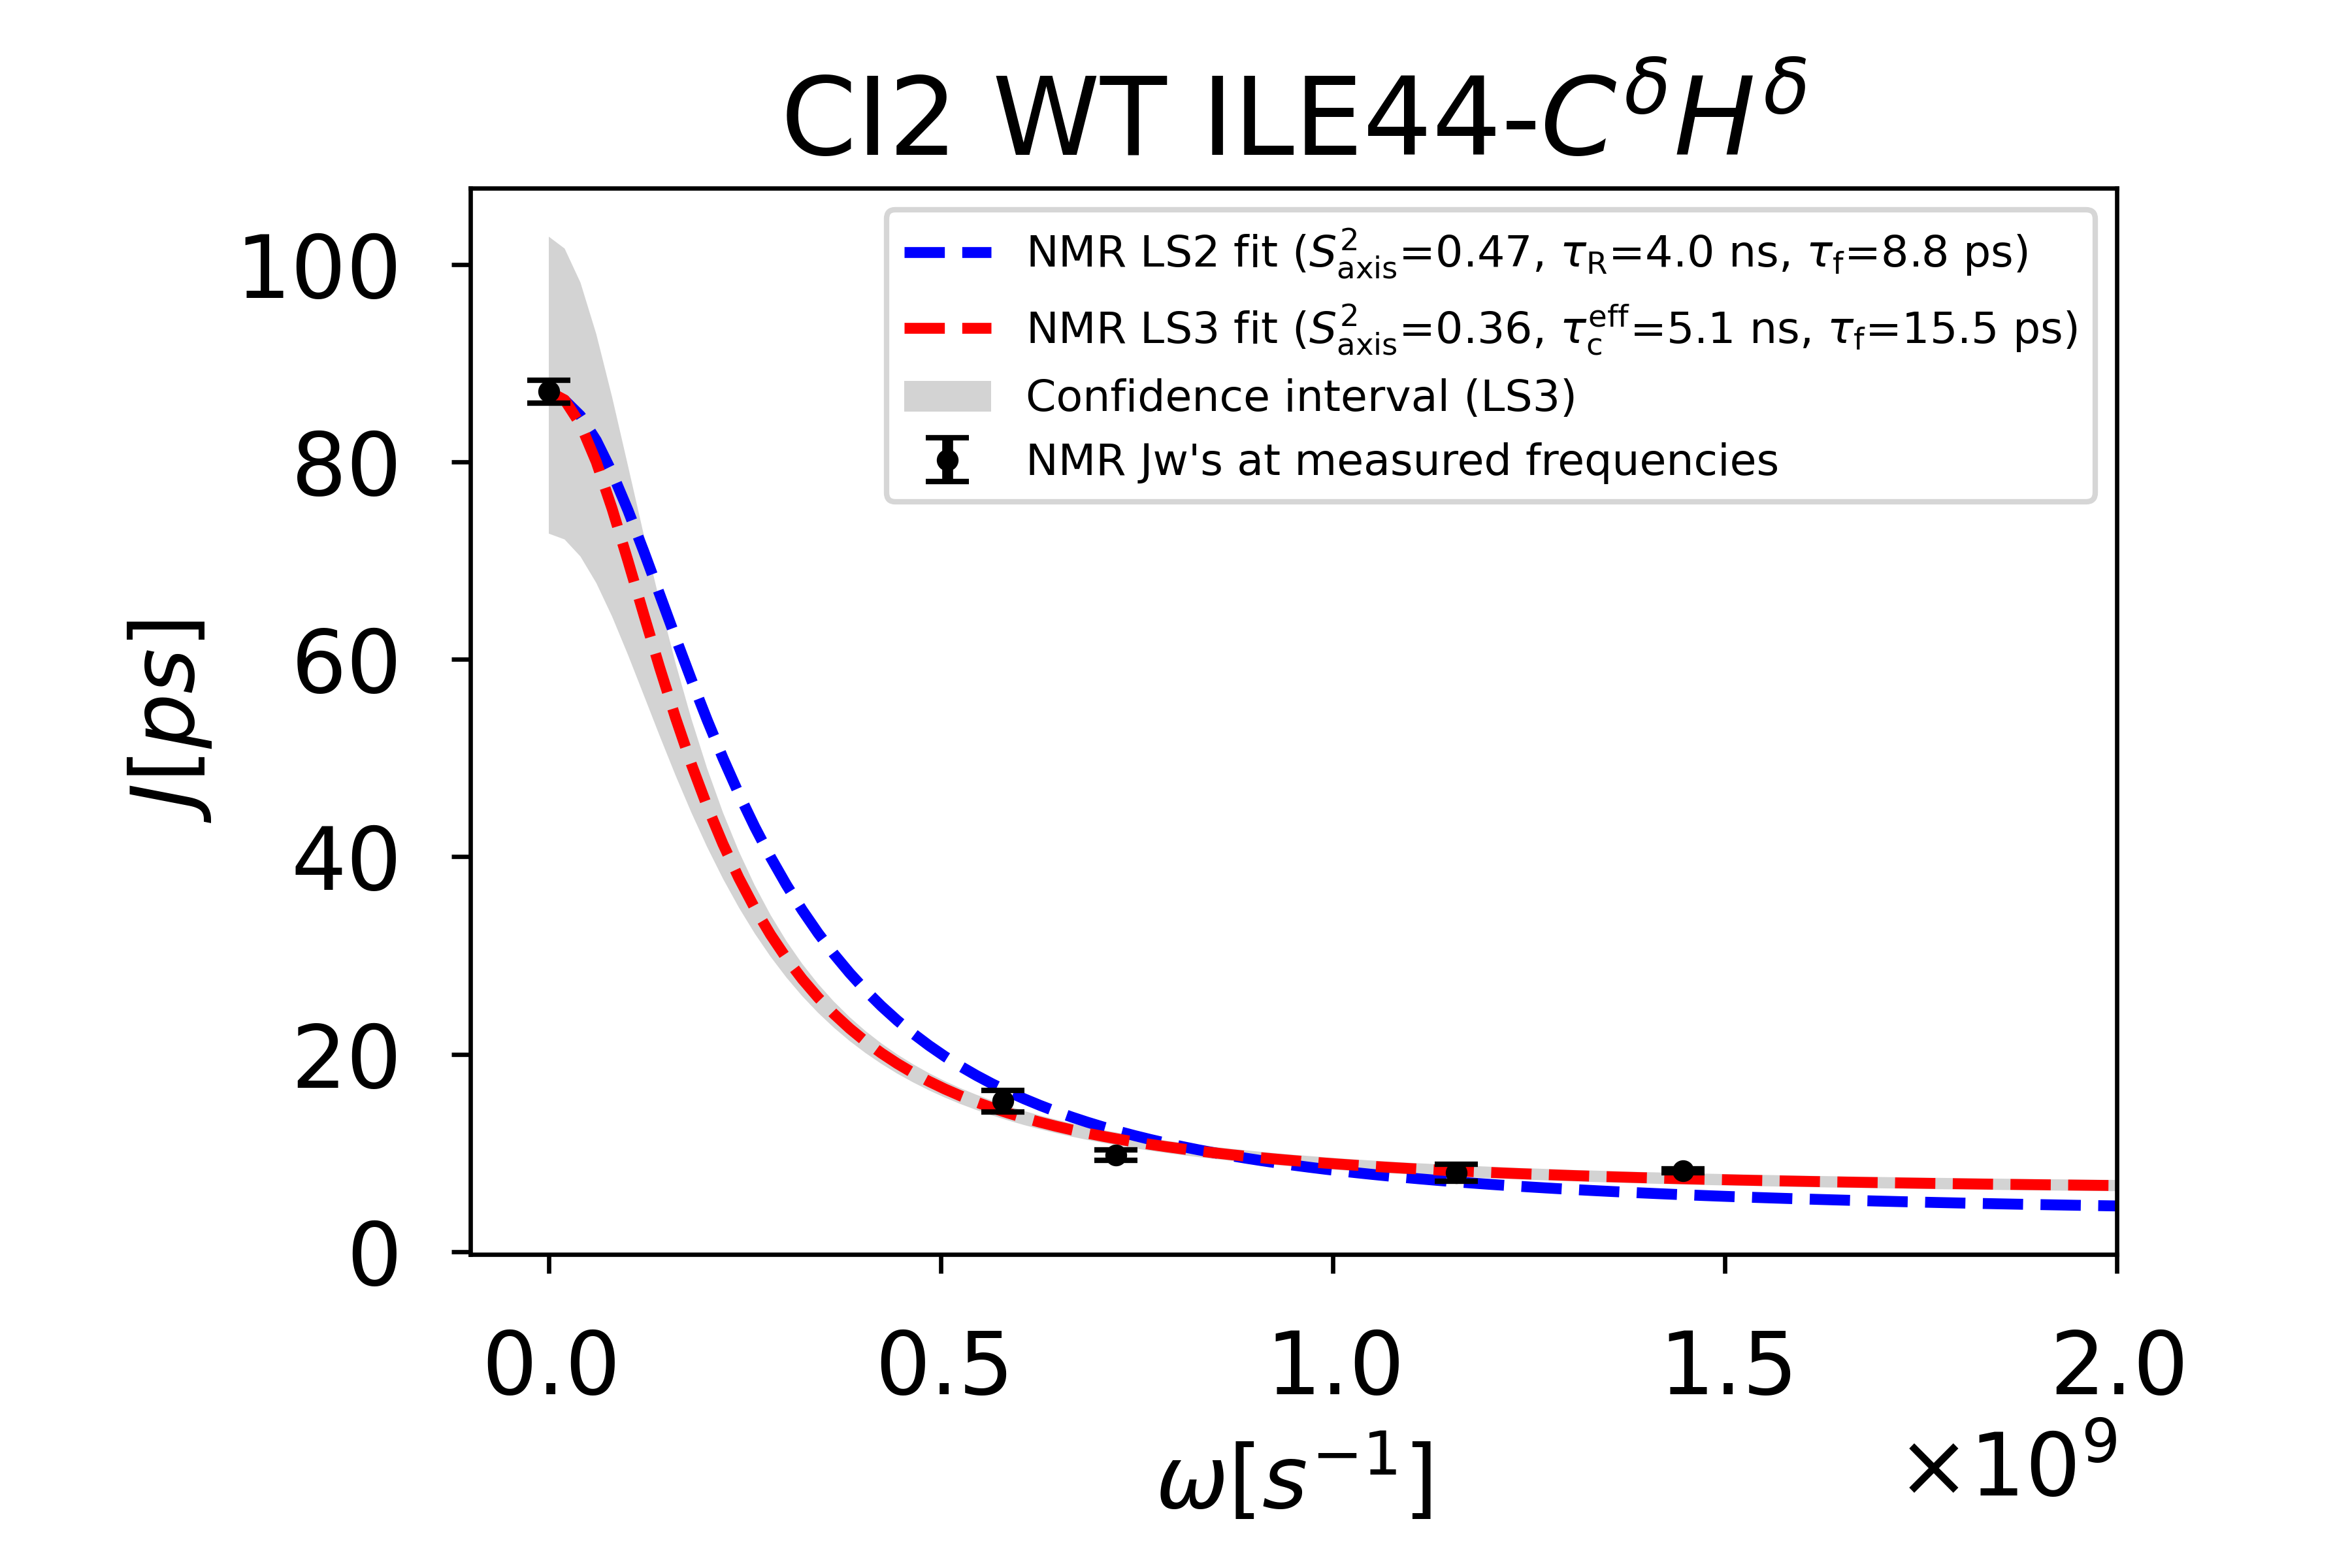 CI2 WT ILE44-CᵟHᵟ
NMR LS2 fit (S²axis=0.47, τR=4.0 ns, τf=8.8 ps)
NMR LS3 fit (S²axis=0.36, τc^eff=5.1 ns, τf=15.5 ps)
Confidence interval (LS3)
NMR Jw's at measured frequencies
J[ps]
100
80
60
40
20
0
0.0 0.5 1.0 1.5 2.0
×10⁹
ω[s⁻¹]